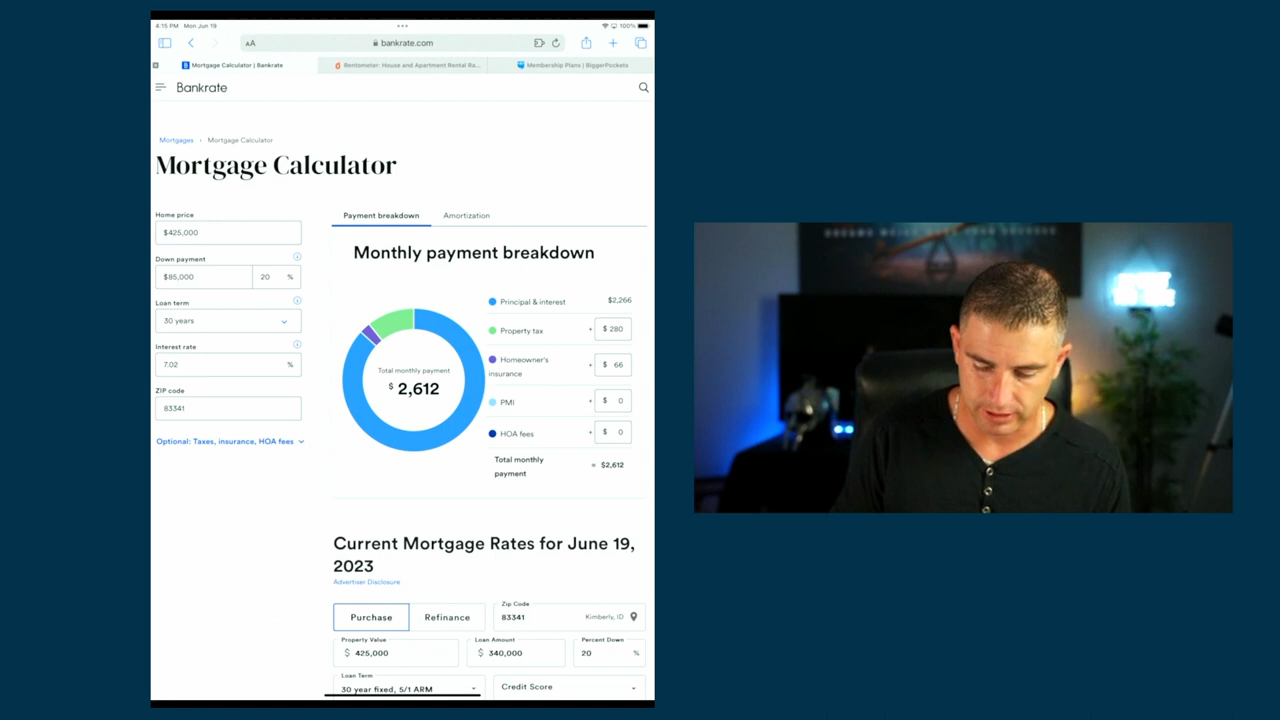 4:15 PM Mon Jun 19
100%
AA
bankrate.com
Mortgage Calculator | Bankrate
Rentometer: House and Apartment Rental Ra...
Membership Plans | BiggerPockets
Bankrate
Mortgages › Mortgage Calculator
Mortgage Calculator
Home price
$425,000
Down payment
$85,000
20 %
Loan term
30 years
Interest rate
7.02 %
ZIP code
83341
Optional: Taxes, insurance, HOA fees
Payment breakdown
Amortization
Monthly payment breakdown
Total monthly payment
$ 2,612
Principal & interest $2,266
Property tax + $ 280
Homeowner's
insurance + $ 66
PMI + $ 0
HOA fees + $ 0
Total monthly
payment = $2,612
Current Mortgage Rates for June 19,
2023
Advertiser Disclosure
Purchase
Refinance
Zip Code
83341
Kimberly, ID
Property Value
$ 425,000
Loan Amount
$ 340,000
Percent Down
20 %
Loan Term
30 year fixed, 5/1 ARM
Credit Score